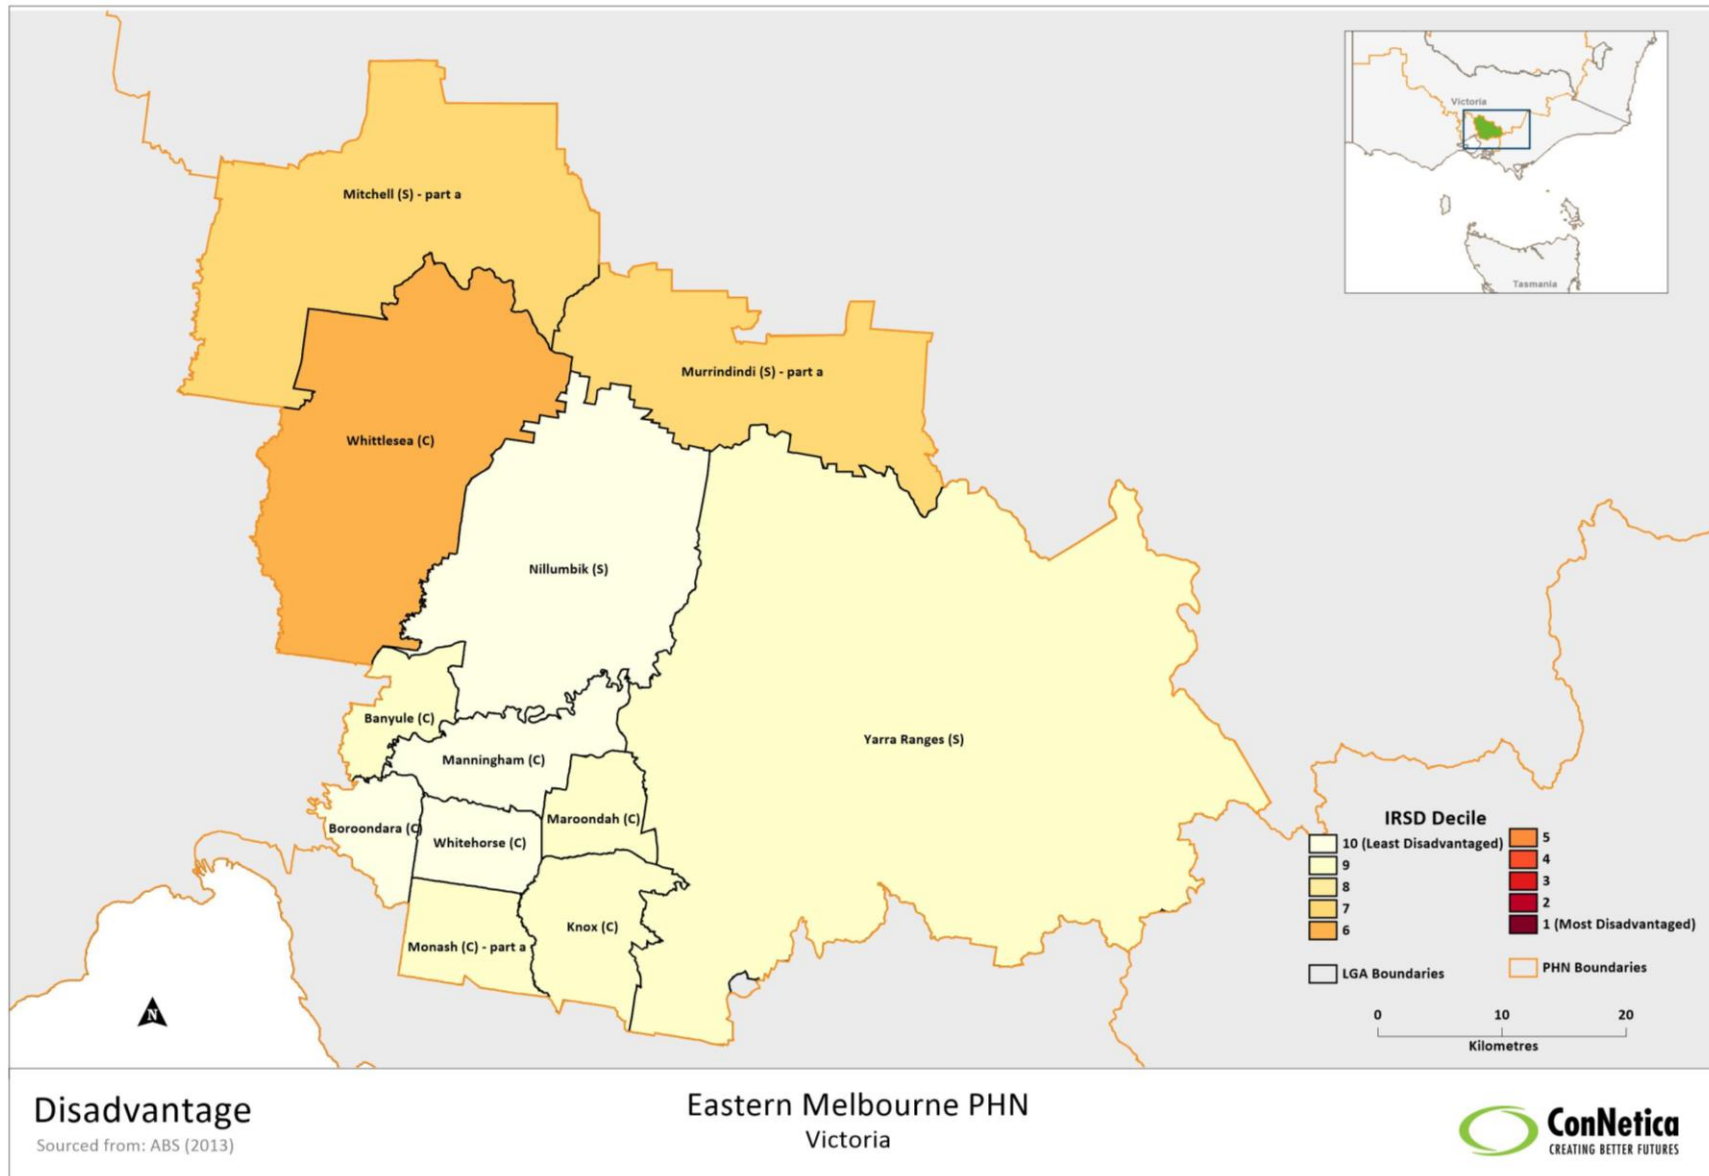 Victoria
Tasmania
Mitchell (S) - part a
Murrindindi (S) - part a
Whittlesea (C)
Nillumbik (S)
Banyule (C)
Yarra Ranges (S)
Manningham (C)
Maroondah (C)
Boroondara (C)
Whitehorse (C)
Knox (C)
Monash (C) - part a
IRSD Decile
10 (Least Disadvantaged)
9
8
7
6
5
4
3
2
1 (Most Disadvantaged)
LGA Boundaries
PHN Boundaries
0 10 20
Kilometres
N
Disadvantage
Sourced from: ABS (2013)
Eastern Melbourne PHN
Victoria
ConNetica
CREATING BETTER FUTURES